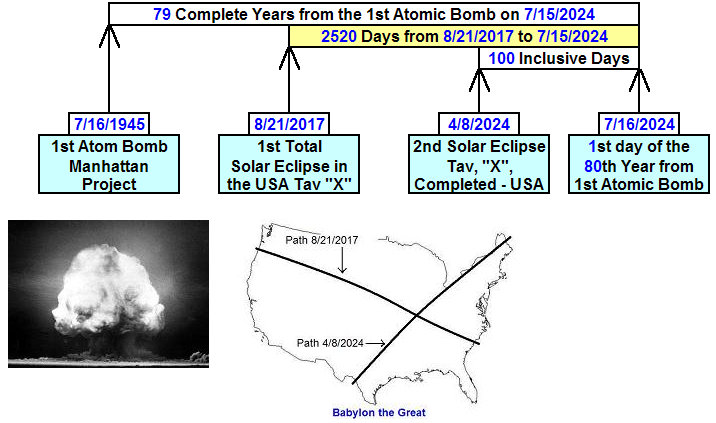 79 Complete Years from the 1st Atomic Bomb on 7/15/2024
2520 Days from 8/21/2017 to 7/15/2024
100 Inclusive Days
7/16/1945
8/21/2017
4/8/2024
7/16/2024
1st Atom Bomb
Manhattan
Project
1st Total
Solar Eclipse in
the USA Tav "X"
2nd Solar Eclipse
Tav, "X",
Completed - USA
1st day of the
80th Year from
1st Atomic Bomb
Path 8/21/2017
Path 4/8/2024
Babylon the Great